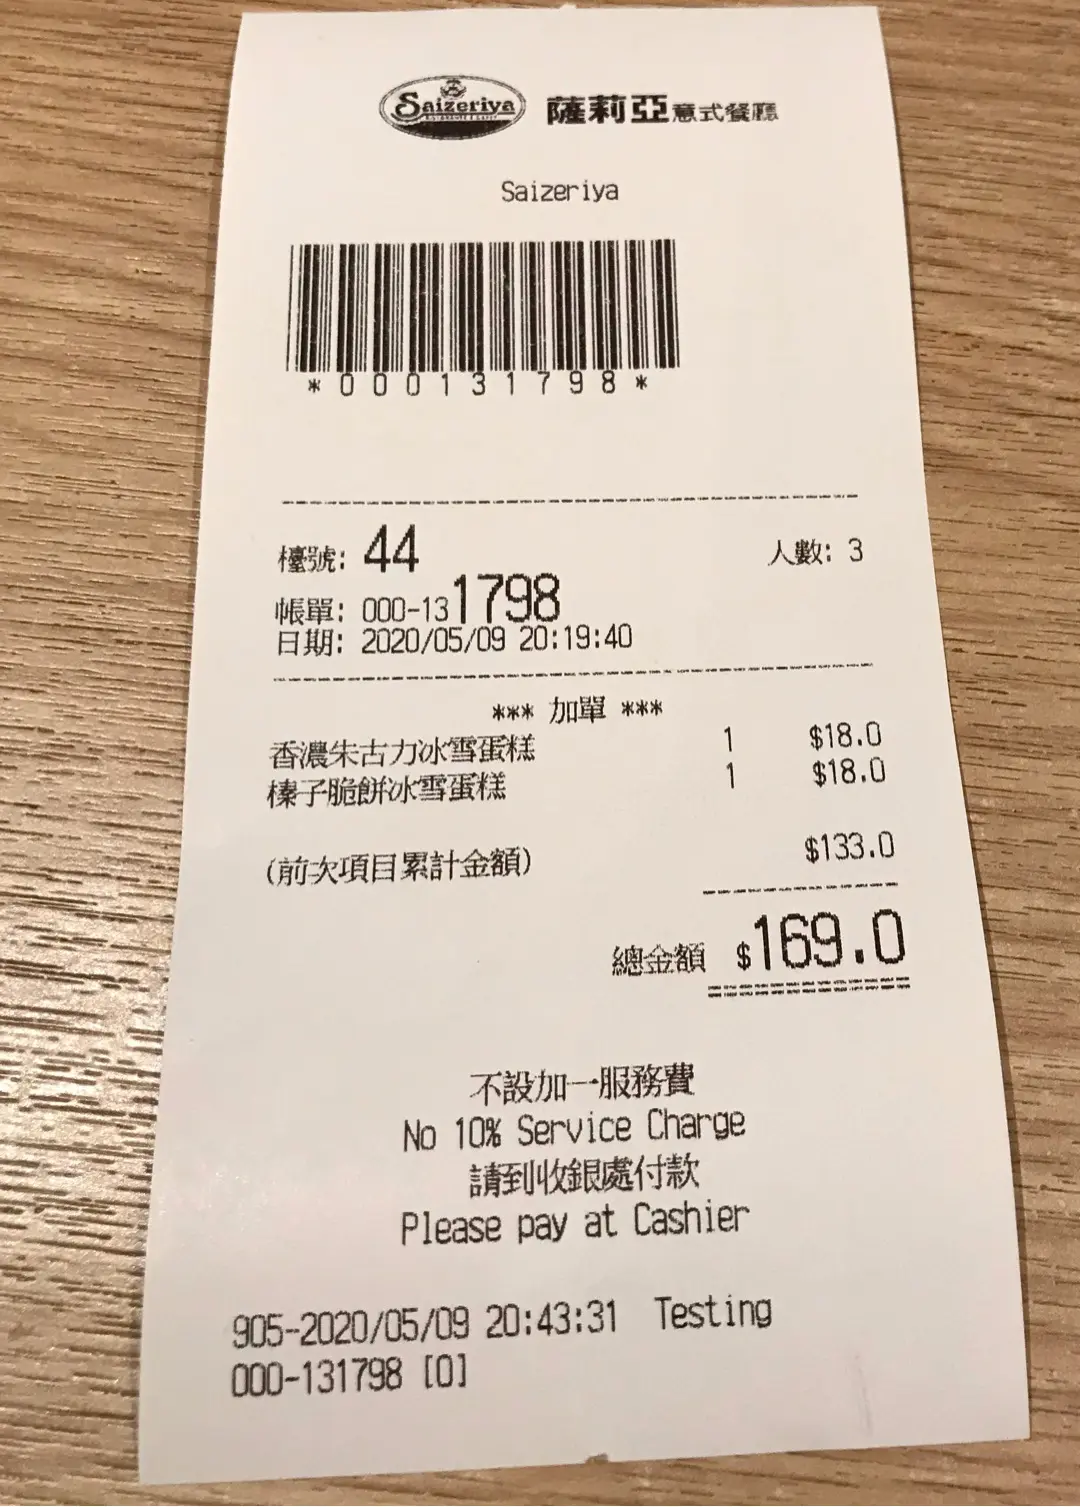 Saizeriya 薩莉亞意式餐廳
Saizeriya
*000131798*
檯號: 44 人數: 3
帳單: 000-131798
日期: 2020/05/09 20:19:40
*** 加單 ***
香濃朱古力冰雪蛋糕 1 $18.0
榛子脆餅冰雪蛋糕 1 $18.0
(前次項目累計金額) $133.0
總金額 $169.0
不設加一服務費
No 10% Service Charge
請到收銀處付款
Please pay at Cashier
905-2020/05/09 20:43:31 Testing
000-131798 [0]